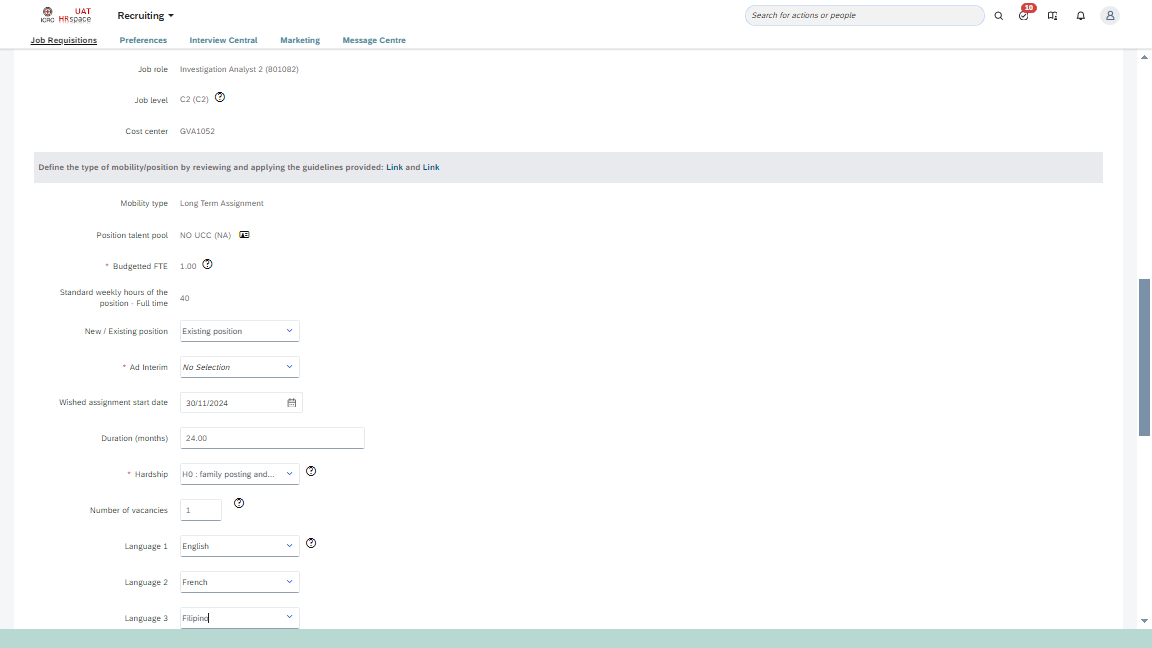 ICRC
UAT
HRspace
Recruiting
Search for actions or people
10
Job Requisitions
Preferences
Interview Central
Marketing
Message Centre
Job role Investigation Analyst 2 (801082)
Job level C2 (C2)
Cost center GVA1052
Define the type of mobility/position by reviewing and applying the guidelines provided: Link and Link
Mobility type Long Term Assignment
Position talent pool NO UCC (NA)
* Budgetted FTE 1.00
Standard weekly hours of the
position - Full time 40
New / Existing position Existing position
* Ad Interim No Selection
Wished assignment start date 30/11/2024
Duration (months) 24.00
* Hardship H0 : family posting and...
Number of vacancies 1
Language 1 English
Language 2 French
Language 3 Filipino